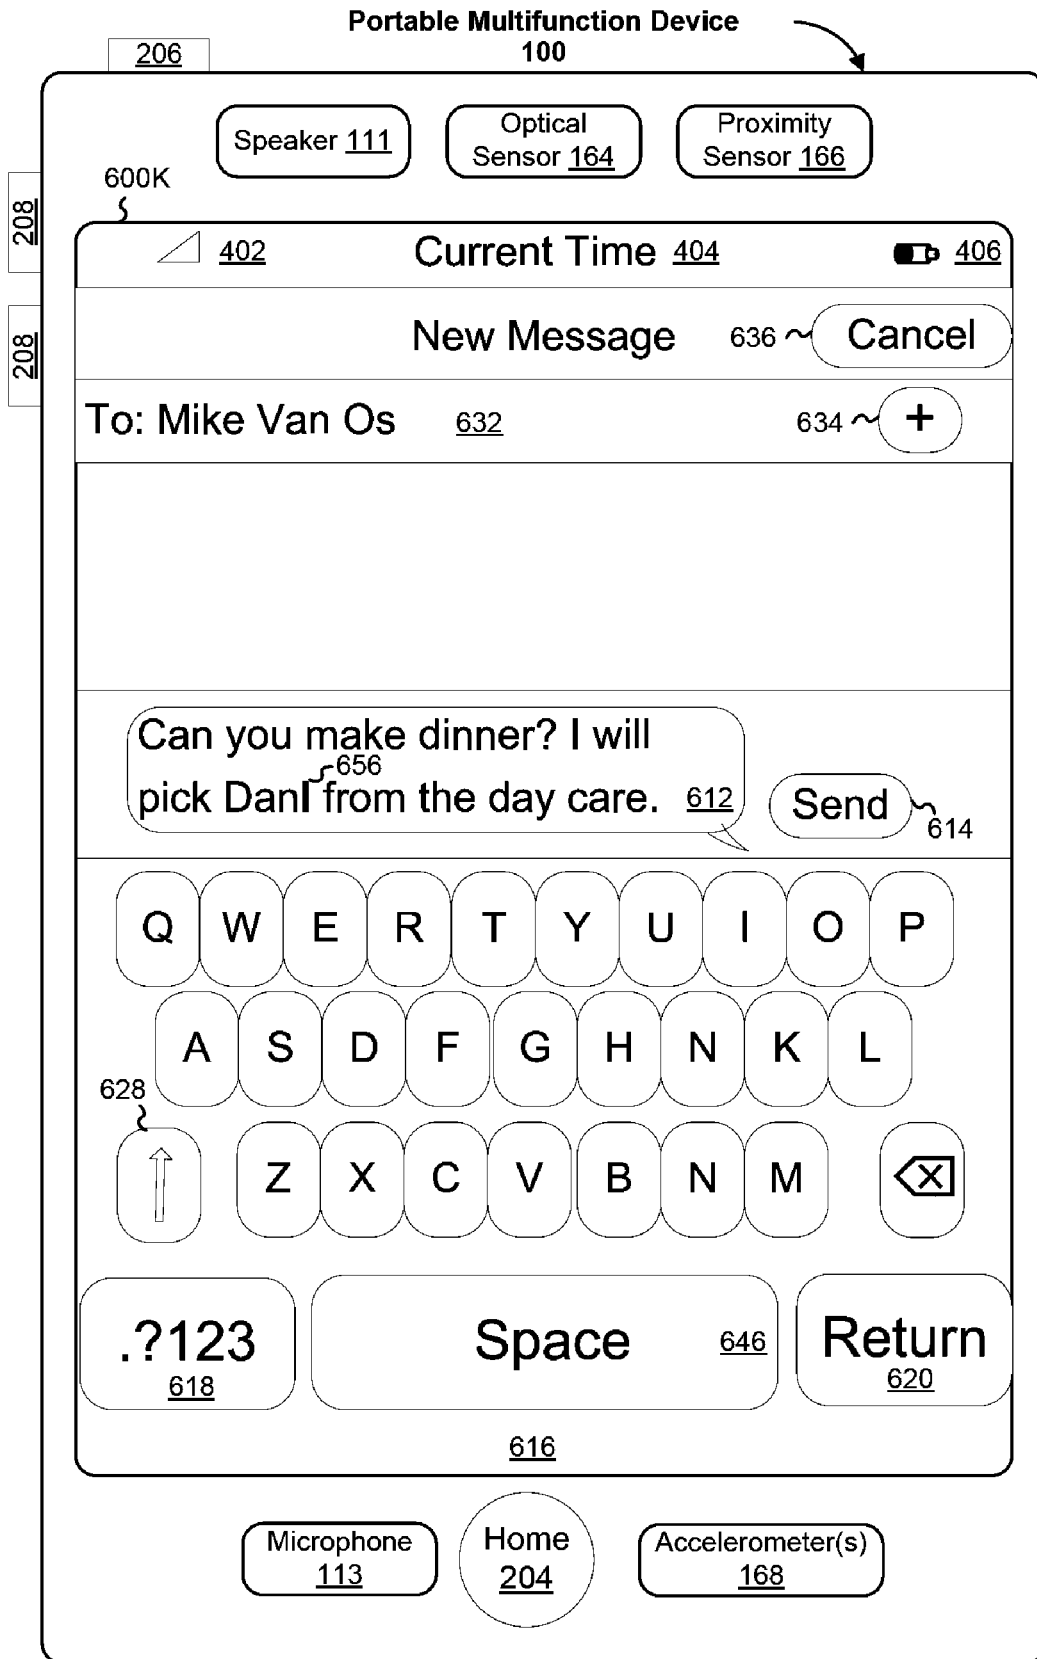 Portable Multifunction Device
100
206
Speaker 111
Optical
Sensor 164
Proximity
Sensor 166
600K
208
208
402
Current Time 404
406
New Message
636
Cancel
To: Mike Van Os
632
634
+
Can you make dinner? I will
656
pick Dan from the day care.
612
Send
614
Q W E R T Y U I O P
A S D F G H N K L
628
Z X C V B N M
.?123
618
Space
646
Return
620
616
Microphone
113
Home
204
Accelerometer(s)
168